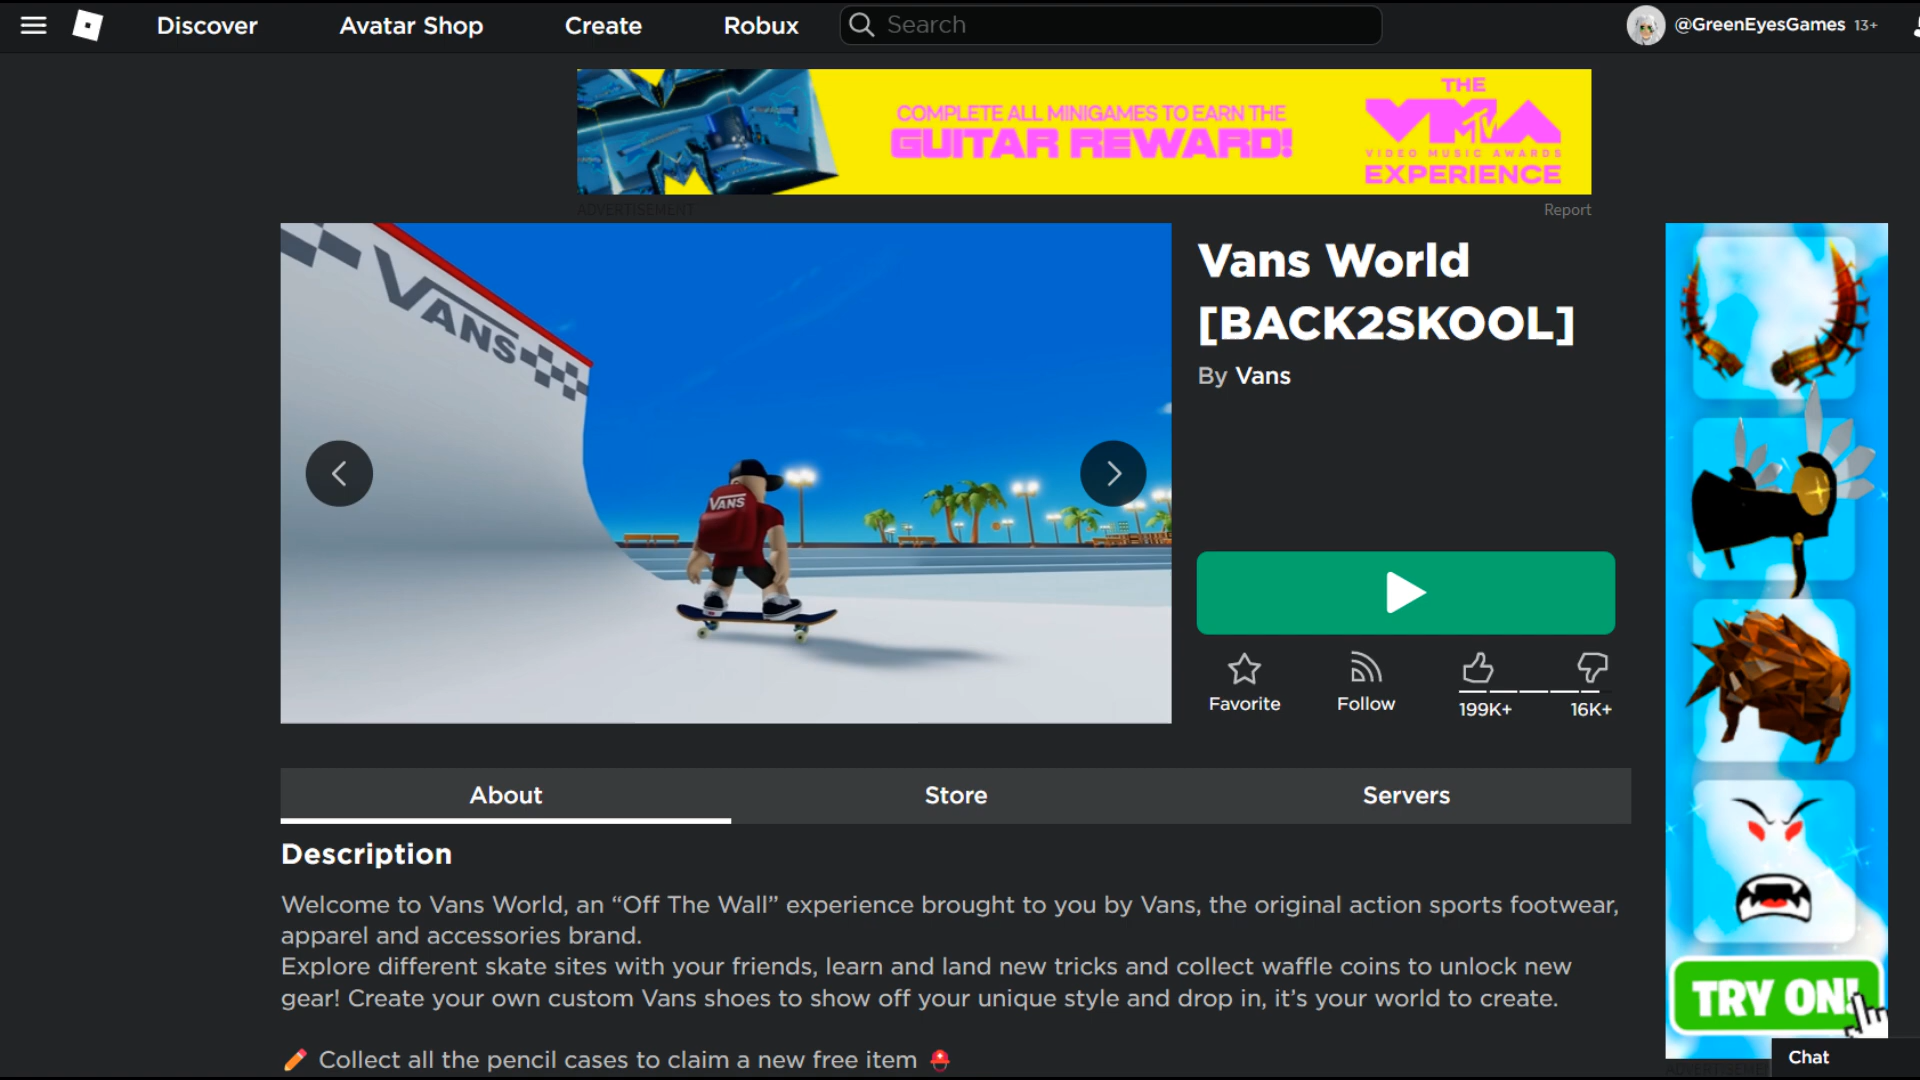 Discover
Avatar Shop
Create
Robux
Search
@GreenEyesGames 13+
COMPLETE ALL MINIGAMES TO EARN THE
GUITAR REWARD!
THE
VMA
MTV
VIDEO MUSIC AWARDS
EXPERIENCE
ADVERTISEMENT
Report
VANS
VANS
Vans World
[BACK2SKOOL]
By Vans
Favorite
Follow
199K+
16K+
About
Store
Servers
Description
Welcome to Vans World, an “Off The Wall” experience brought to you by Vans, the original action sports footwear,
apparel and accessories brand.
Explore different skate sites with your friends, learn and land new tricks and collect waffle coins to unlock new
gear! Create your own custom Vans shoes to show off your unique style and drop in, it’s your world to create.
Collect all the pencil cases to claim a new free item
TRY ON!
Chat